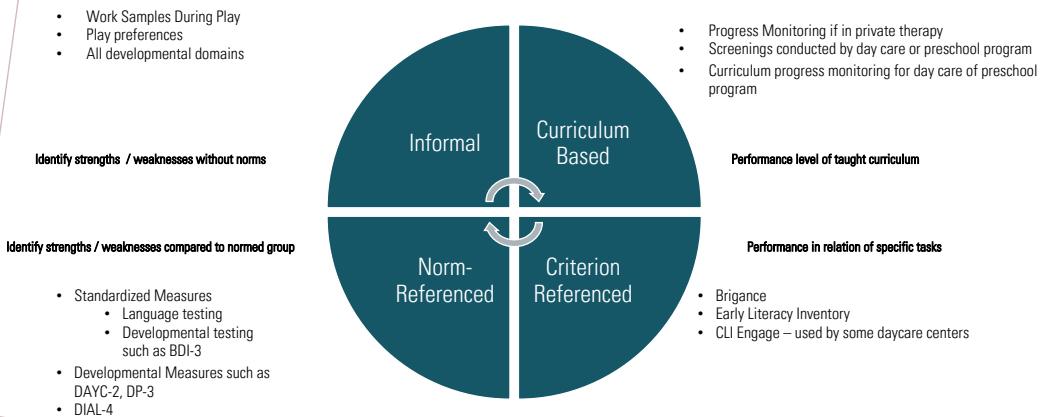 • Work Samples During Play
• Play preferences
• All developmental domains
Identify strengths / weaknesses without norms
Informal
Curriculum
Based
• Progress Monitoring if in private therapy
• Screenings conducted by day care or preschool program
• Curriculum progress monitoring for day care of preschool
program
Performance level of taught curriculum
Identify strengths / weaknesses compared to normed group
• Standardized Measures
• Language testing
• Developmental testing
such as BDI-3
• Developmental Measures such as
DAYC-2, DP-3
• DIAL-4
Norm-
Referenced
Criterion
Referenced
Performance in relation of specific tasks
• Brigance
• Early Literacy Inventory
• CLI Engage – used by some daycare centers